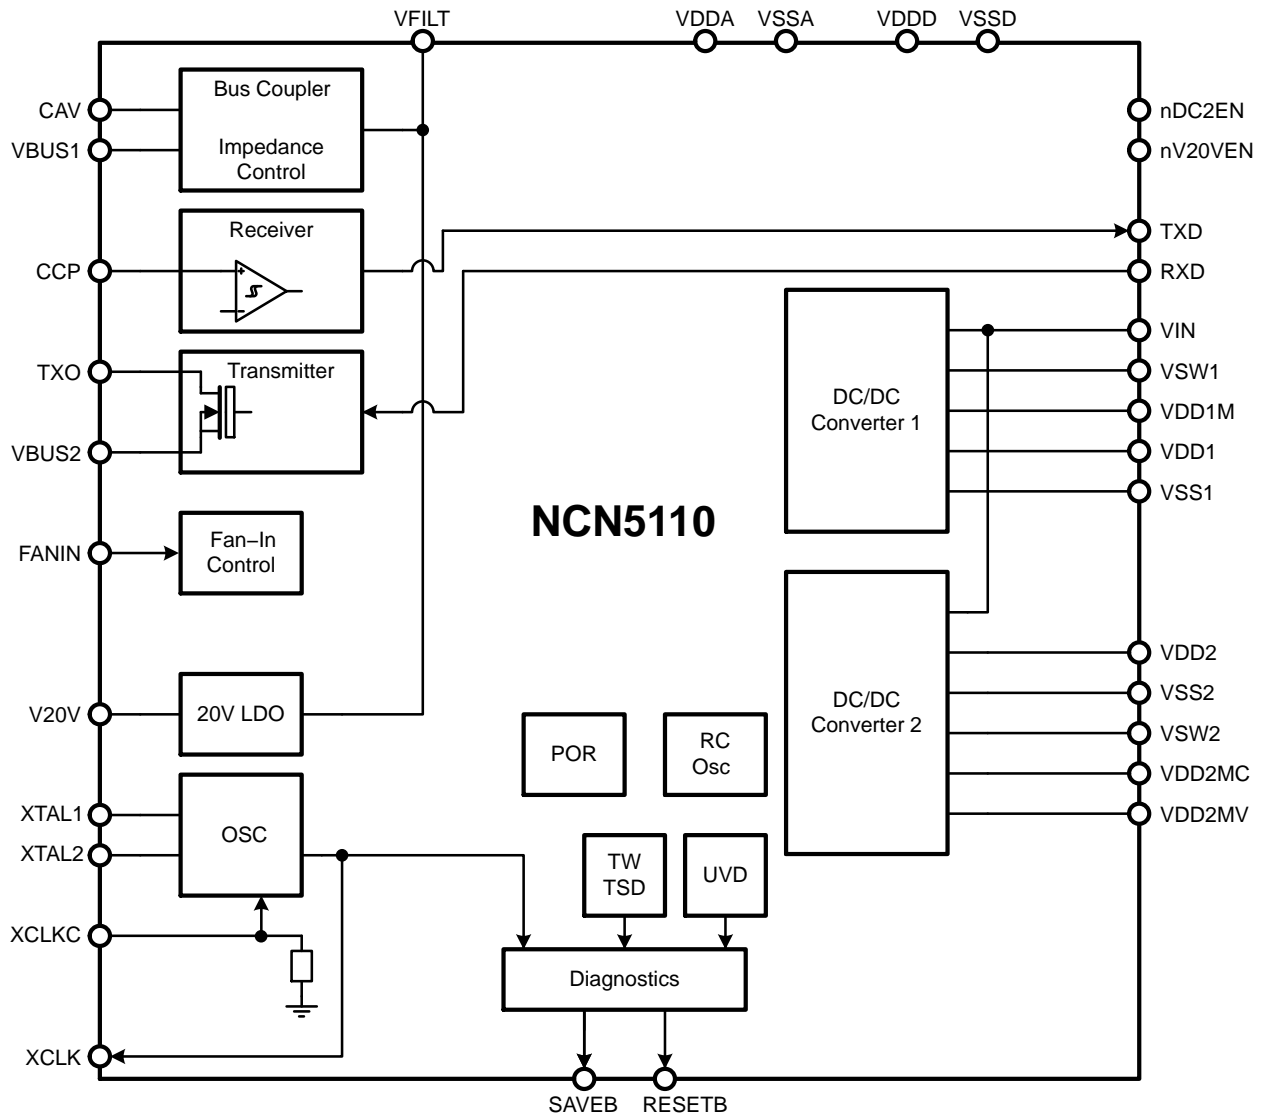 VFILT
VDDA
VSSA
VDDD
VSSD
CAV
VBUS1
Bus Coupler
Impedance
Control
nDC2EN
nV20VEN
CCP
Receiver
+
TXD
RXD
TXO
VBUS2
Transmitter
DC/DC
Converter 1
VIN
VSW1
VDD1M
VDD1
VSS1
NCN5110
FANIN
Fan−In
Control
V20V
20V LDO
DC/DC
Converter 2
VDD2
VSS2
VSW2
VDD2MC
VDD2MV
POR
RC
Osc
XTAL1
XTAL2
OSC
TW
TSD
UVD
XCLKC
Diagnostics
XCLK
SAVEB
RESETB